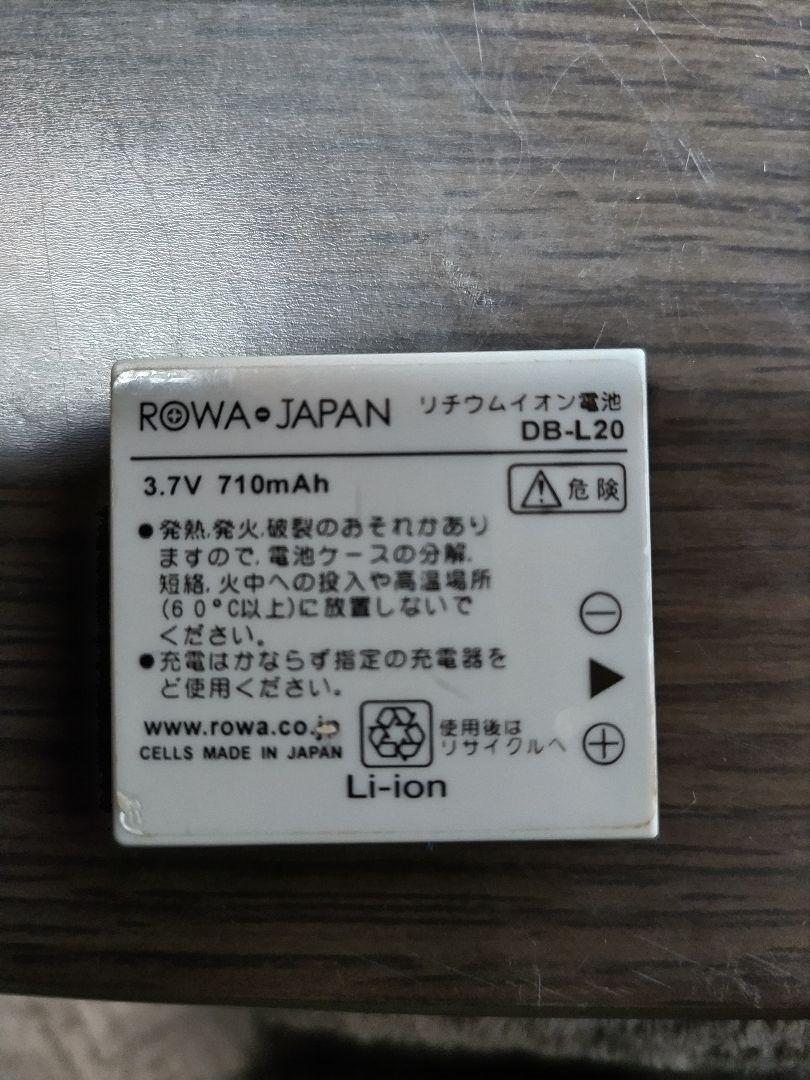 ROWA JAPAN
リチウムイオン電池
DB-L20
3.7V 710mAh
危険
●発熱,発火,破裂のおそれがあり
ますので,電池ケースの分解,
短絡,火中への投入や高温場所
(60°C以上)に放置しないで
ください。
●充電はかならず指定の充電器を
ど使用ください。
www.rowa.co.jp
CELLS MADE IN JAPAN
使用後は
リサイクルへ
Li-ion